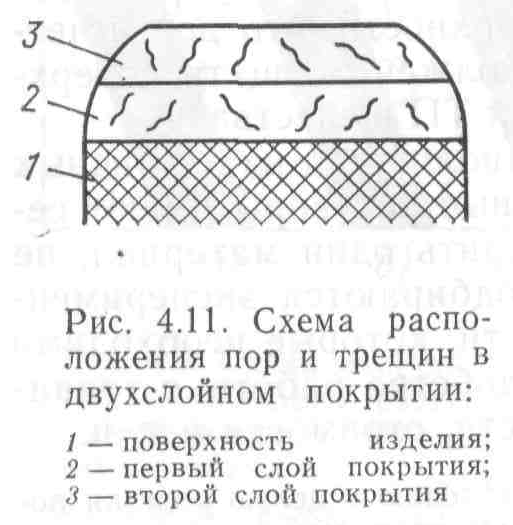 3
2
1
Рис. 4.11. Схема распо-
ложения пор и трещин в
двухслойном покрытии:
1 — поверхность изделия;
2 — первый слой покрытия;
3 — второй слой покрытия